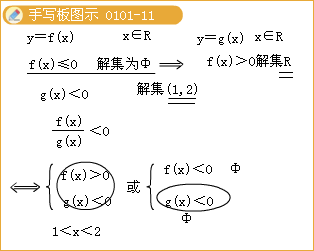 手写板图示 0101-11
y=f(x) x∈R y=g(x) x∈R
f(x)≤0 解集为Φ ⟹ f(x)>0解集R
g(x)<0 解集(1,2)
f(x)/g(x) <0
⟺ { f(x)>0 或 { f(x)<0 Φ
g(x)<0 g(x)<0
Φ
1<x<2